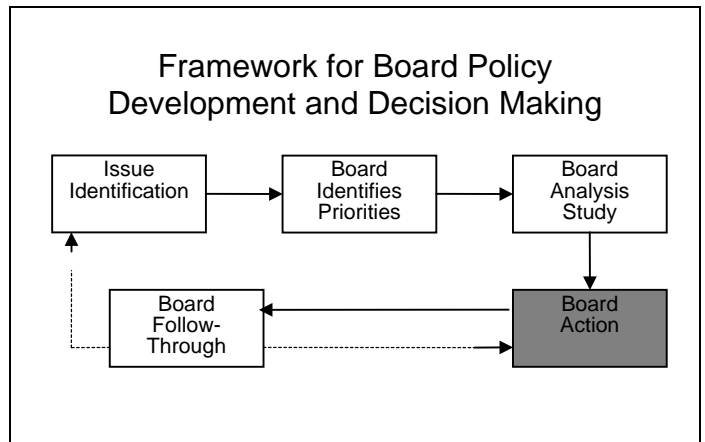 Framework for Board Policy
Development and Decision Making
Issue
Identification
Board
Identifies
Priorities
Board
Analysis
Study
Board
Follow-
Through
Board
Action